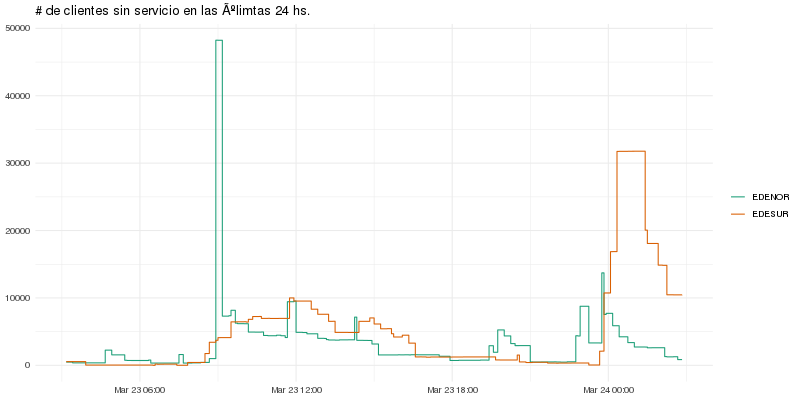 # de clientes sin servicio en las Ãºlimtas 24 hs.
50000
40000
30000
20000
10000
0
Mar 23 06:00
Mar 23 12:00
Mar 23 18:00
Mar 24 00:00
EDENOR
EDESUR